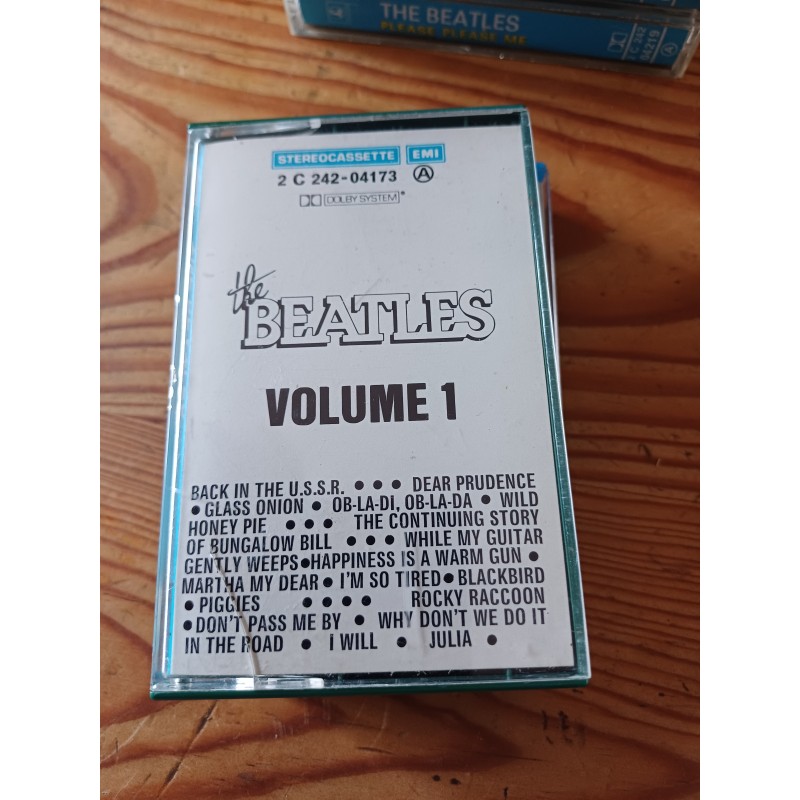 THE BEATLES
PLEASE PLEASE ME
2 C 242
04219 Ⓐ
STEREOCASSETTE EMI
2 C 242-04173 Ⓐ
DOLBY SYSTEM
the
BEATLES
VOLUME 1
BACK IN THE U.S.S.R. • • • DEAR PRUDENCE
• GLASS ONION • OB-LA-DI, OB-LA-DA • WILD
HONEY PIE • • • THE CONTINUING STORY
OF BUNGALOW BILL • • • WHILE MY GUITAR
GENTLY WEEPS • HAPPINESS IS A WARM GUN •
MARTHA MY DEAR • I'M SO TIRED • BLACKBIRD
• PIGGIES • • • • ROCKY RACCOON
• DON'T PASS ME BY • WHY DON'T WE DO IT
IN THE ROAD • I WILL • JULIA •